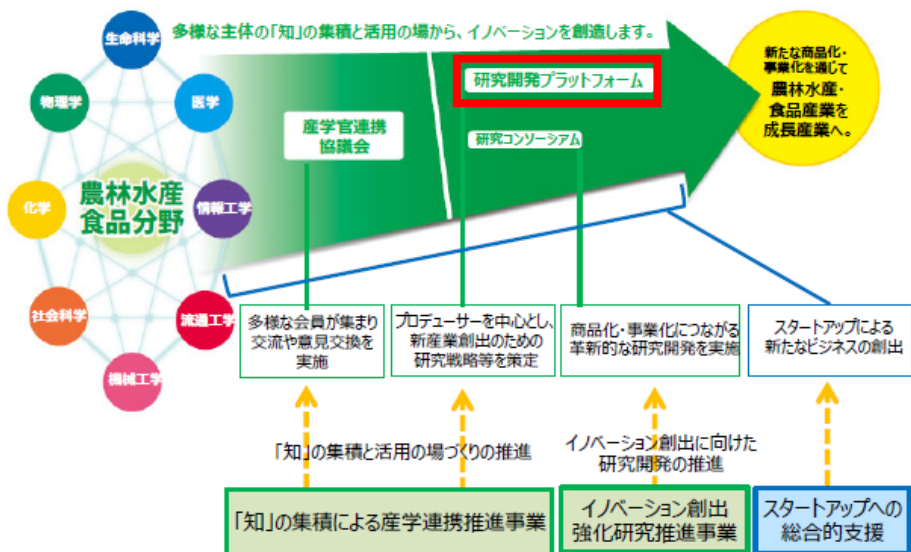 多様な主体の「知」の集積と活用の場から、イノベーションを創造します。
生命科学
物理学
医学
化学
農林水産
食品分野
情報工学
社会科学
流通工学
機械工学
産学官連携
協議会
研究開発プラットフォーム
研究コンソーシアム
新たな商品化・
事業化を通じて
農林水産・
食品産業を
成長産業へ。
多様な会員が集まり
交流や意見交換を
実施
プロデューサーを中心とし、
新産業創出のための
研究戦略等を策定
商品化・事業化につながる
革新的な研究開発を実施
スタートアップによる
新たなビジネスの創出
「知」の集積と活用の場づくりの推進
イノベーション創出に向けた
研究開発の推進
「知」の集積による産学連携推進事業
イノベーション創出
強化研究推進事業
スタートアップへの
総合的支援